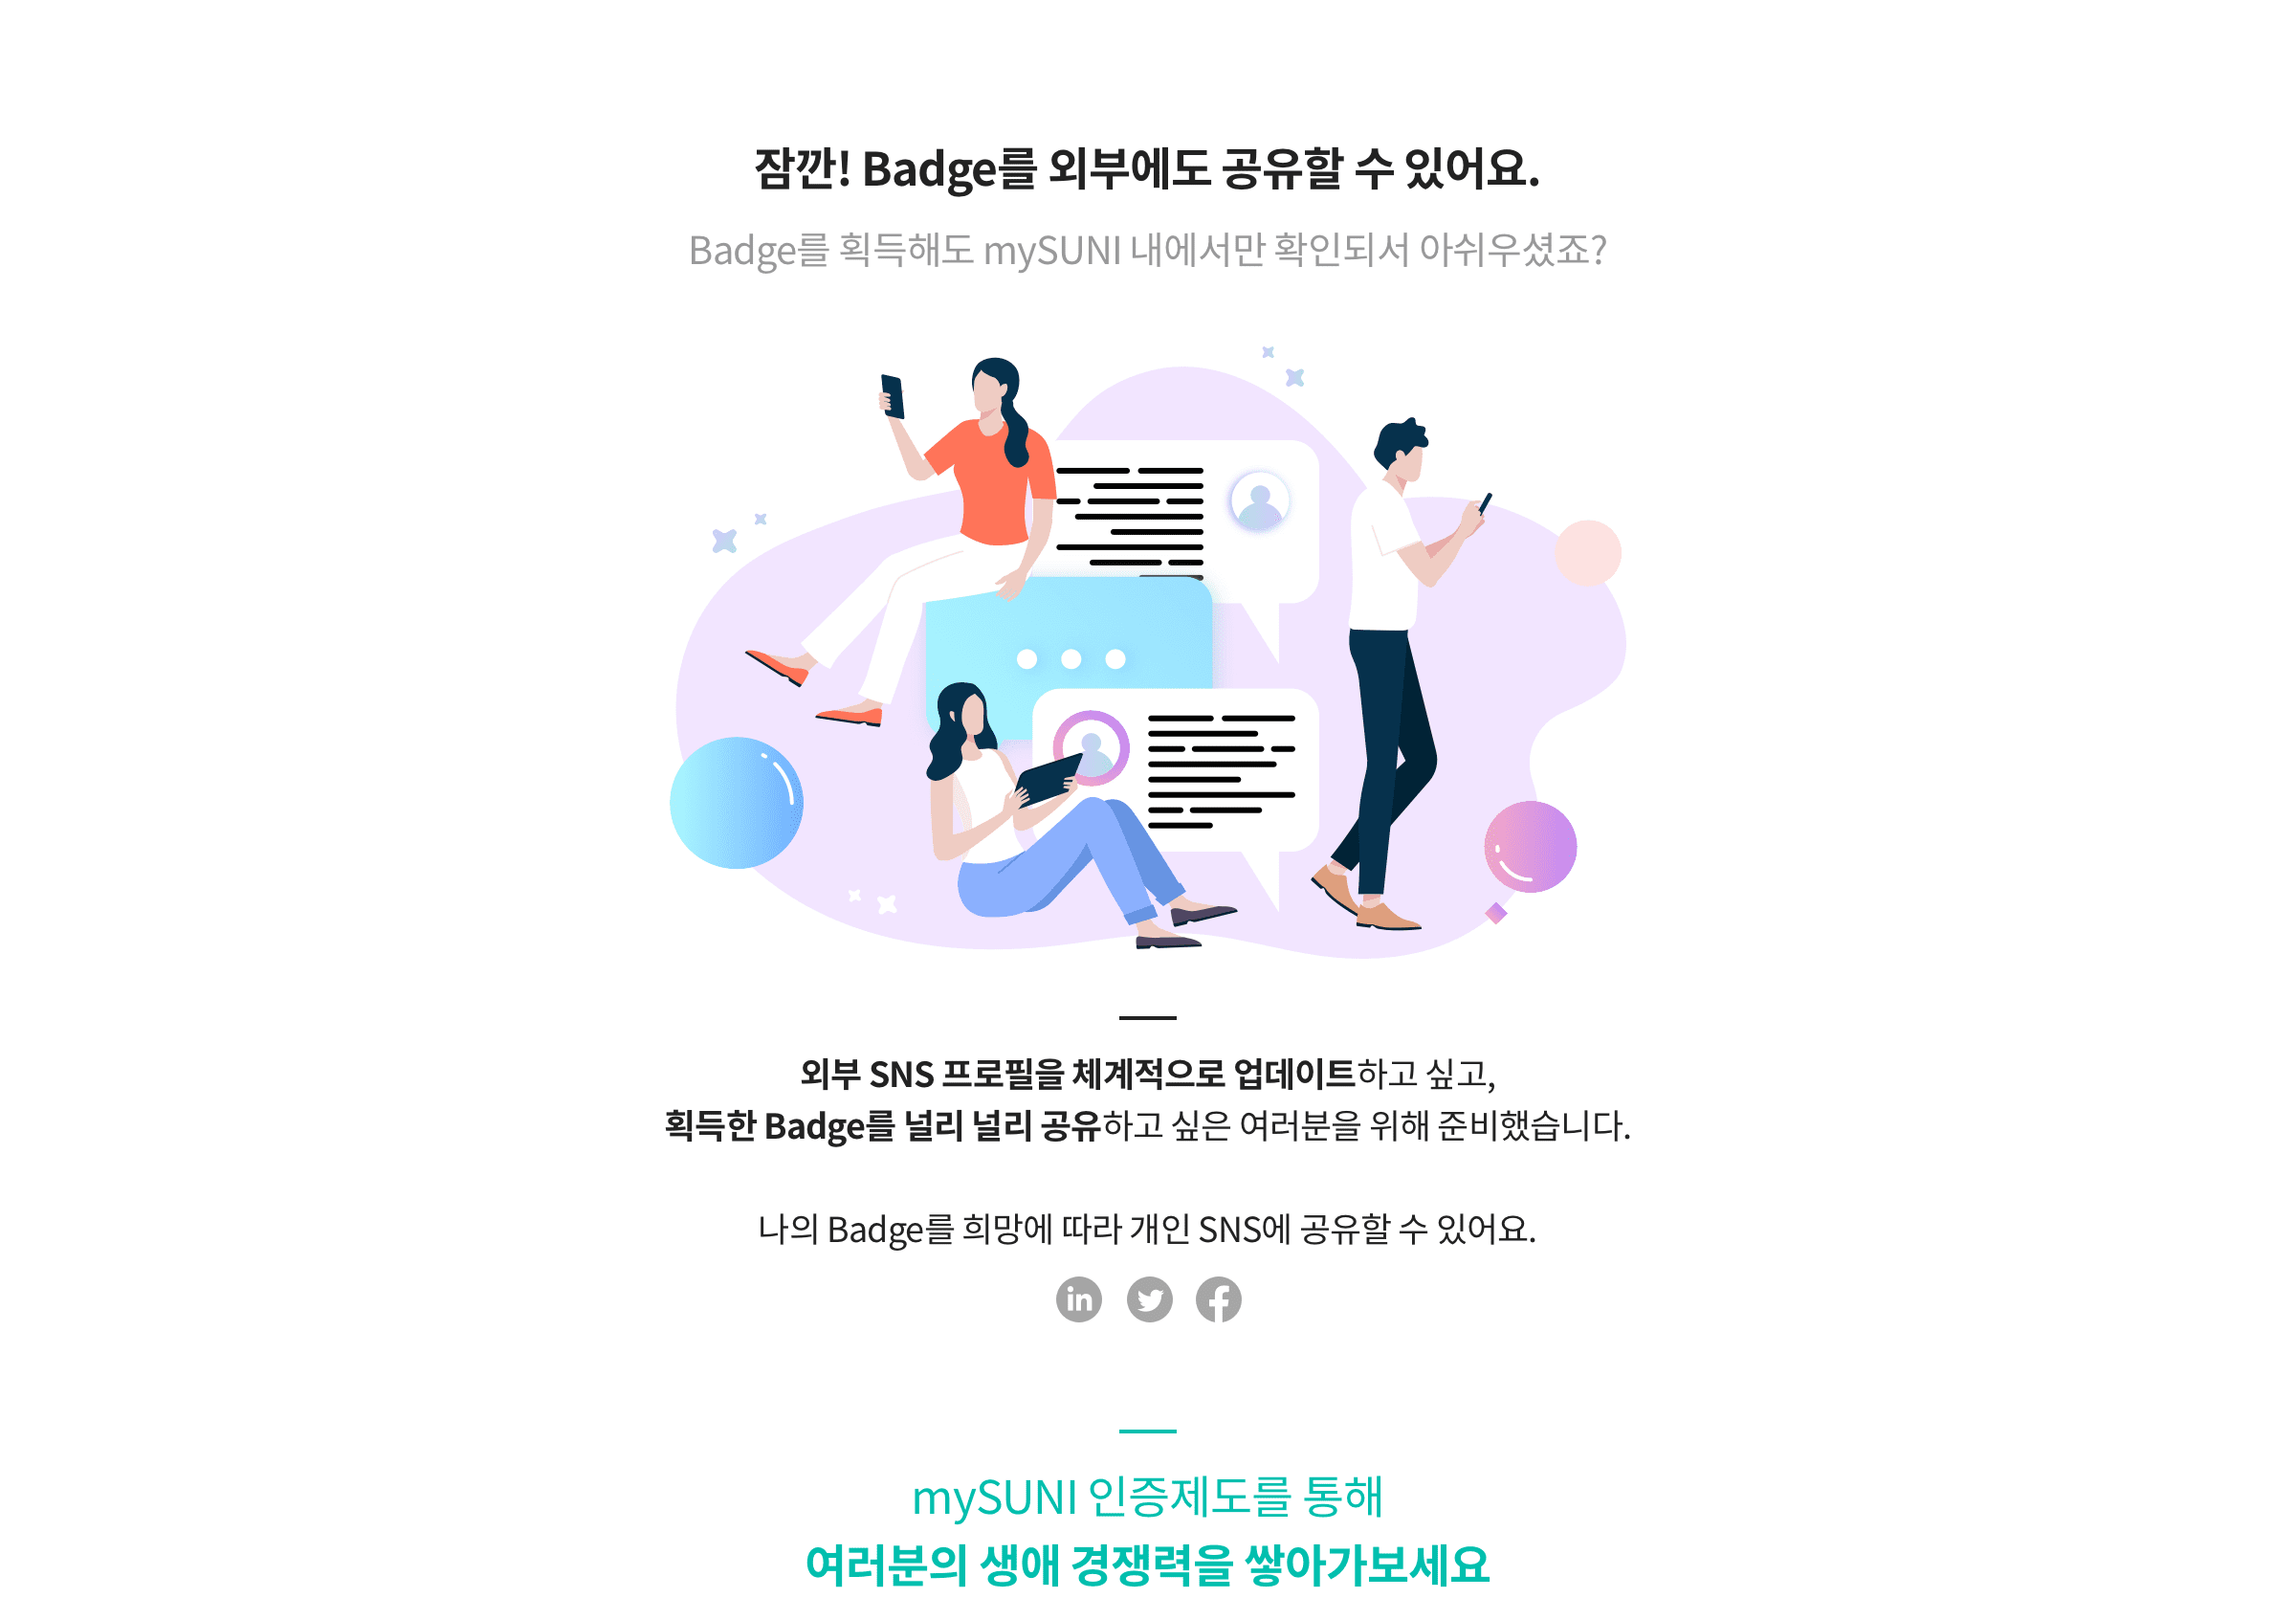 잠깐! Badge를 외부에도 공유할 수 있어요.
Badge를 획득해도 mySUNI 내에서만 확인되서 아쉬우셨죠?
외부 SNS 프로필을 체계적으로 업데이트하고 싶고,
획득한 Badge를 널리 널리 공유하고 싶은 여러분을 위해 준비했습니다.
나의 Badge를 희망에 따라 개인 SNS에 공유할 수 있어요.
in
mySUNI 인증제도를 통해
여러분의 생애 경쟁력을 쌓아가보세요